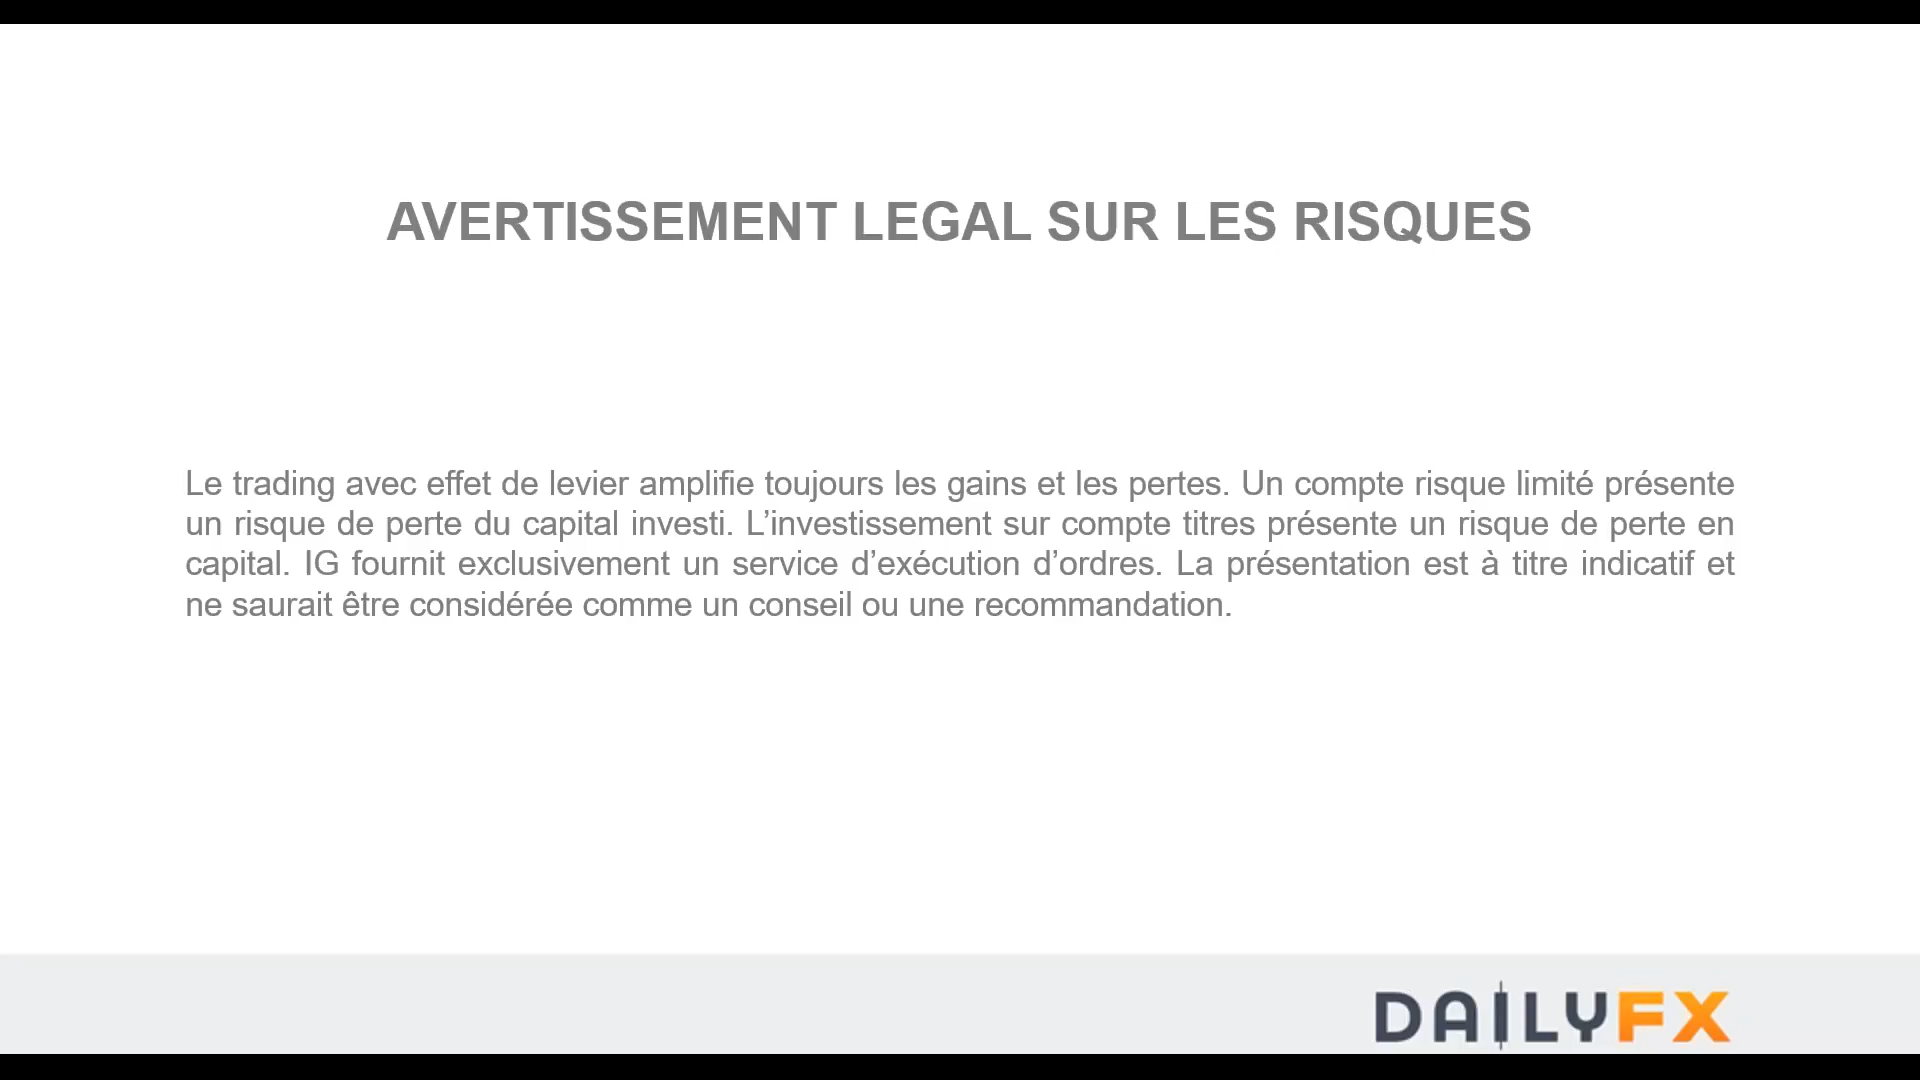 AVERTISSEMENT LEGAL SUR LES RISQUES
Le trading avec effet de levier amplifie toujours les gains et les pertes. Un compte risque limité présente
un risque de perte du capital investi. L’investissement sur compte titres présente un risque de perte en
capital. IG fournit exclusivement un service d’exécution d’ordres. La présentation est à titre indicatif et
ne saurait être considérée comme un conseil ou une recommandation.
DAILYFX